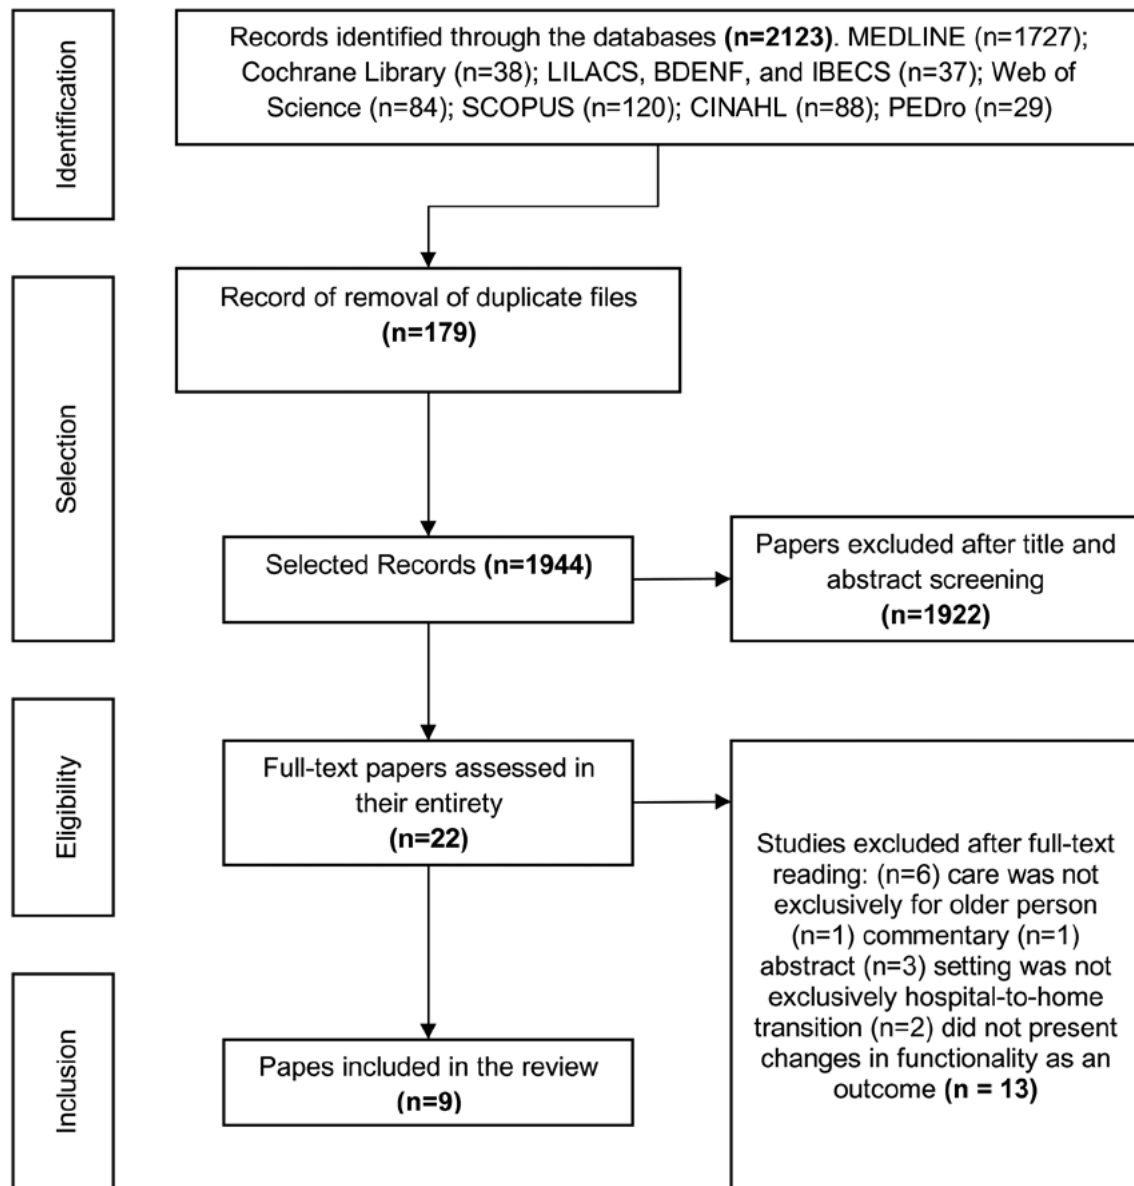 Identification
Records identified through the databases (n=2123). MEDLINE (n=1727);
Cochrane Library (n=38); LILACS, BDENF, and IBECS (n=37); Web of
Science (n=84); SCOPUS (n=120); CINAHL (n=88); PEDro (n=29)
Selection
Record of removal of duplicate files
(n=179)
Selected Records (n=1944)
Papers excluded after title and
abstract screening
(n=1922)
Eligibility
Full-text papers assessed in
their entirety
(n=22)
Studies excluded after full-text
reading: (n=6) care was not
exclusively for older person
(n=1) commentary (n=1)
abstract (n=3) setting was not
exclusively hospital-to-home
transition (n=2) did not present
changes in functionality as an
outcome (n = 13)
Inclusion
Papes included in the review
(n=9)